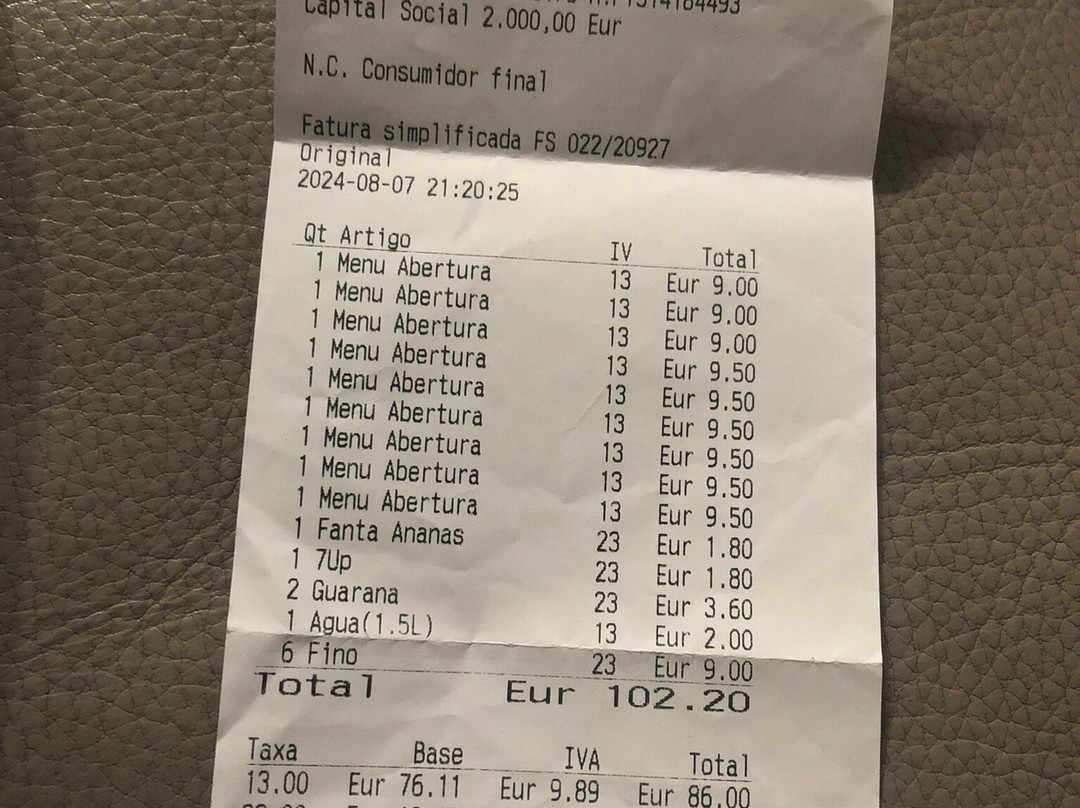 Capital Social 2.000,00 Eur
N.C. Consumidor final
Fatura simplificada FS 022/20927
Original
2024-08-07 21:20:25
Qt Artigo IV Total
1 Menu Abertura 13 Eur 9.00
1 Menu Abertura 13 Eur 9.00
1 Menu Abertura 13 Eur 9.00
1 Menu Abertura 13 Eur 9.50
1 Menu Abertura 13 Eur 9.50
1 Menu Abertura 13 Eur 9.50
1 Menu Abertura 13 Eur 9.50
1 Menu Abertura 13 Eur 9.50
1 Menu Abertura 13 Eur 9.50
1 Fanta Ananas 23 Eur 1.80
1 7Up 23 Eur 1.80
2 Guarana 23 Eur 3.60
1 Agua(1.5L) 13 Eur 2.00
6 Fino 23 Eur 9.00
Total Eur 102.20
Taxa Base IVA Total
13.00 Eur 76.11 Eur 9.89 Eur 86.00